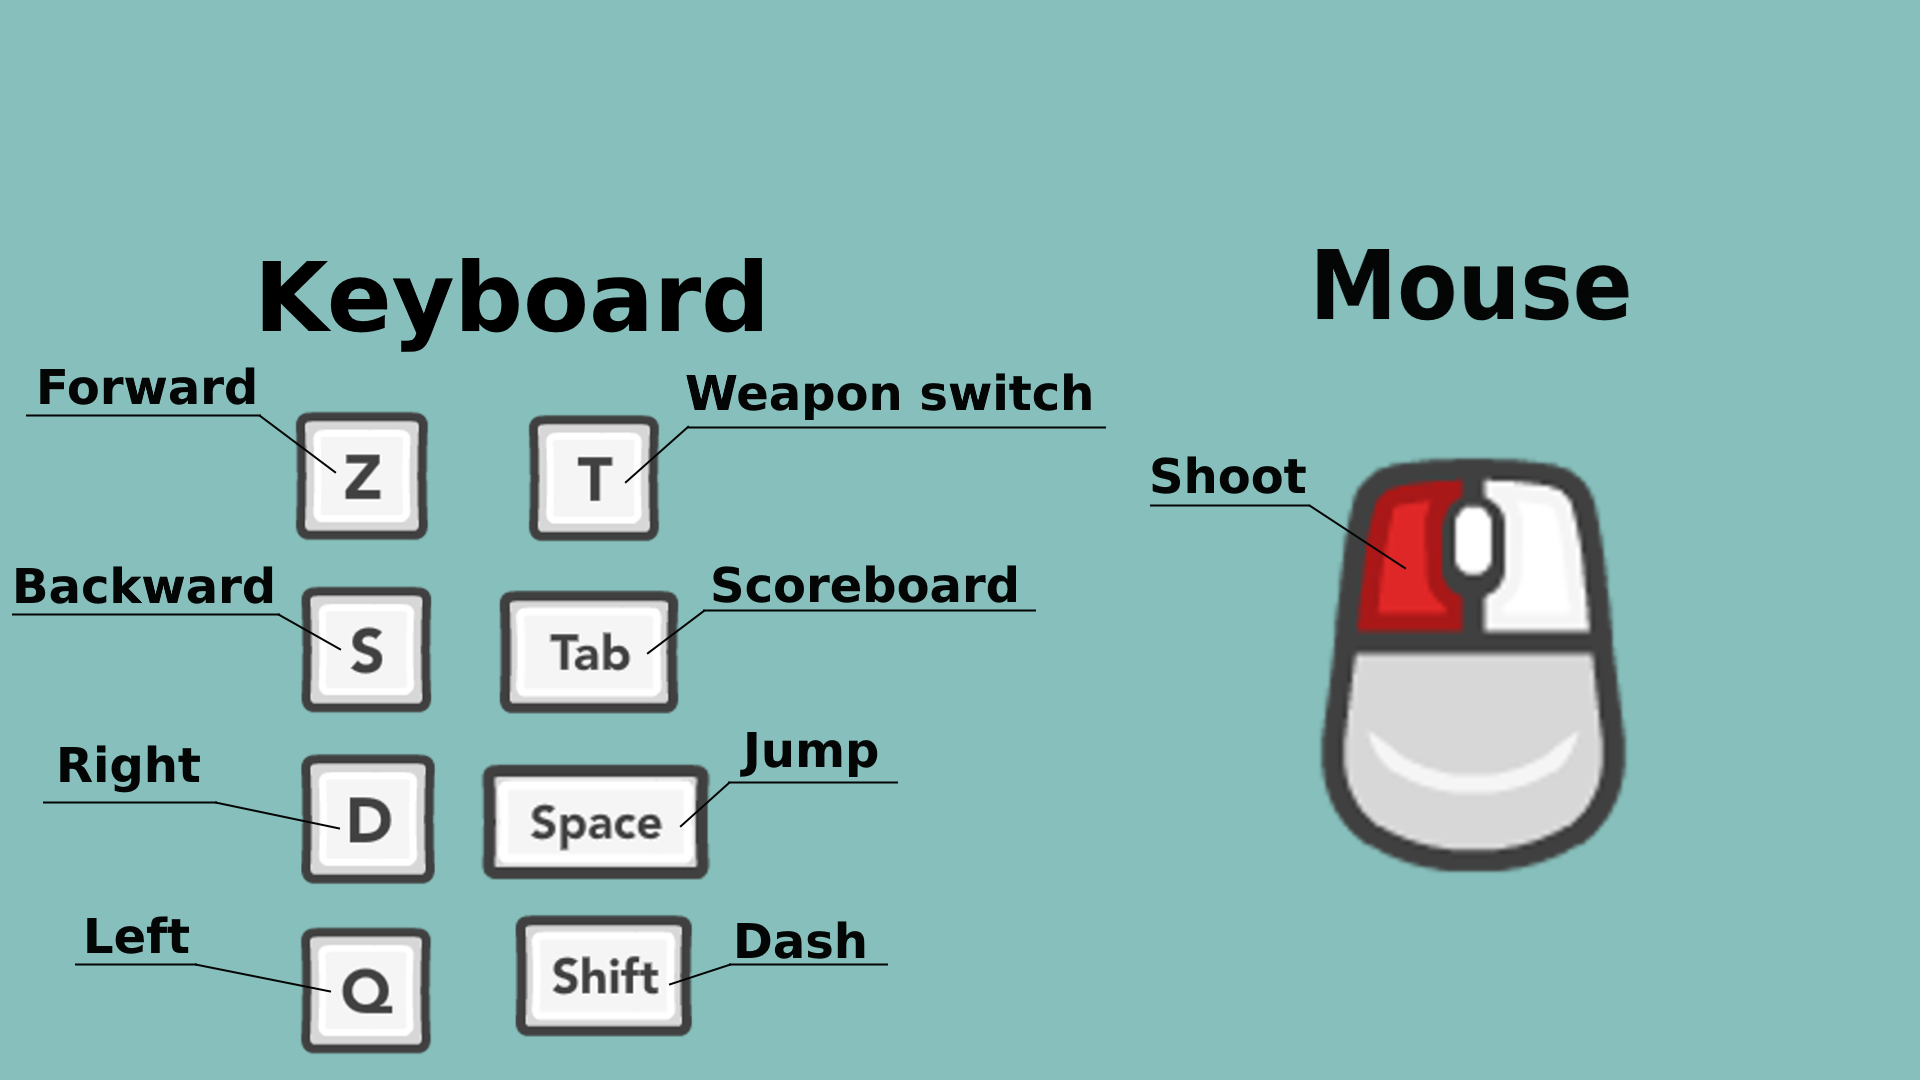 Keyboard
Forward
Z
Backward
S
Right
D
Left
Q
Weapon switch
T
Scoreboard
Tab
Jump
Space
Dash
Shift
Mouse
Shoot